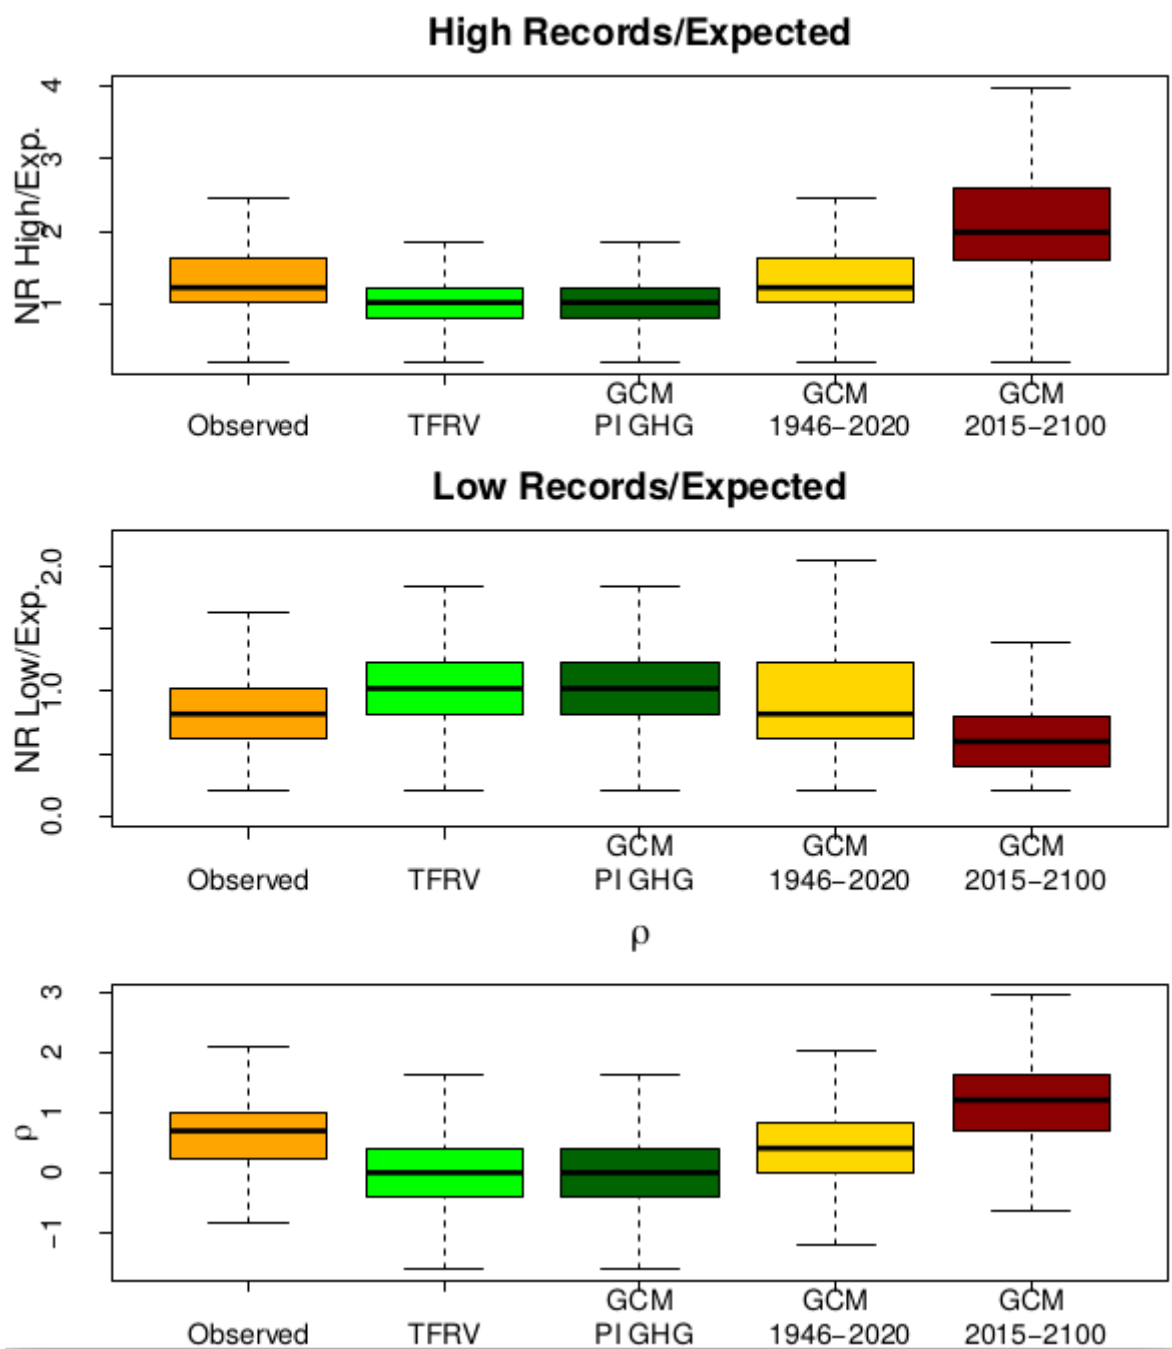 High Records/Expected
NR High/Exp.
4
3
2
1
GCM GCM GCM
Observed TFRV PI GHG 1946–2020 2015–2100
Low Records/Expected
NR Low/Exp.
2.0
1.0
0.0
GCM GCM GCM
Observed TFRV PI GHG 1946–2020 2015–2100
ρ
ρ
3
2
1
0
−1
GCM GCM GCM
Observed TFRV PI GHG 1946–2020 2015–2100